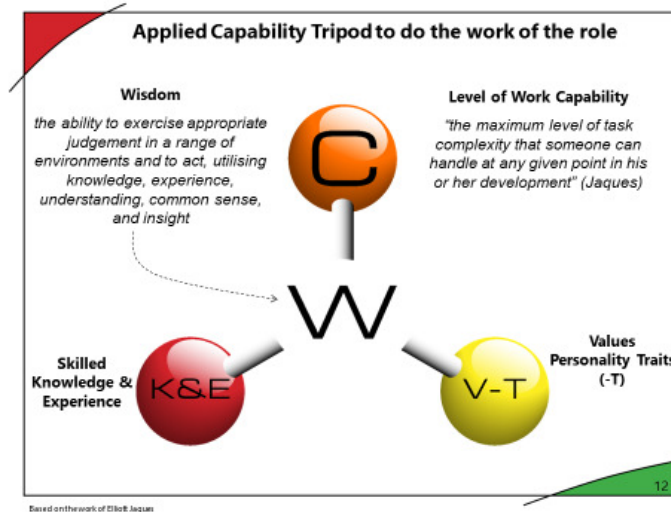 Applied Capability Tripod to do the work of the role
Wisdom
the ability to exercise appropriate
judgement in a range of
environments and to act, utilising
knowledge, experience,
understanding, common sense,
and insight
C
Level of Work Capability
"the maximum level of task
complexity that someone can
handle at any given point in his
or her development" (Jaques)
W
Skilled
Knowledge &
Experience
K&E
V-T
Values
Personality Traits
(-T)
12
Based on the work of Elliott Jaques